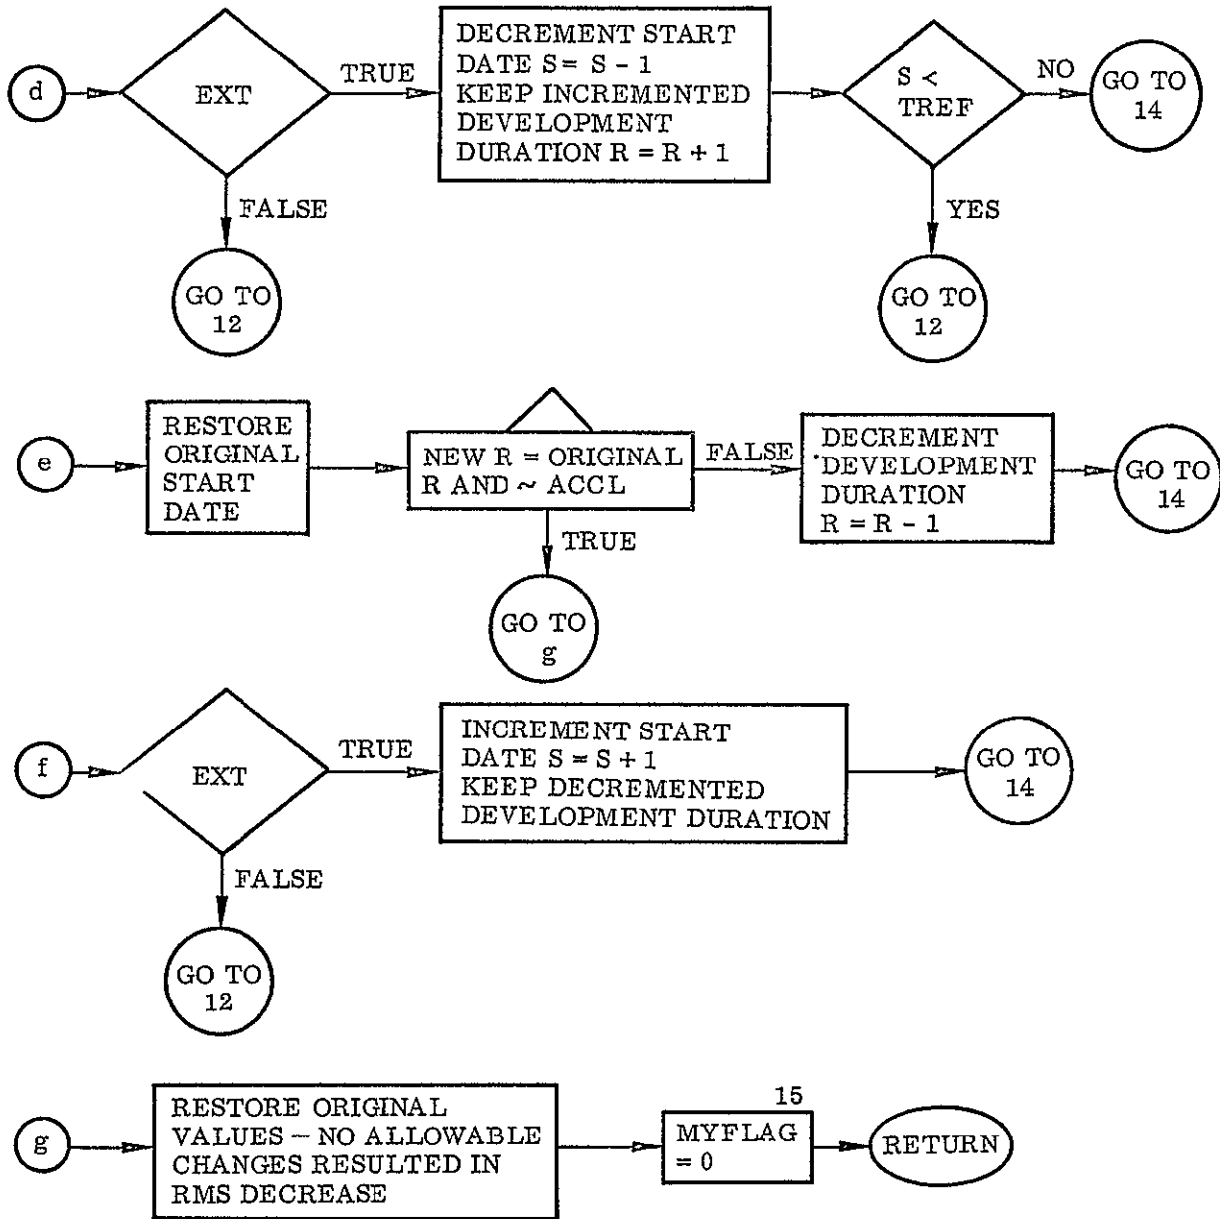 d
EXT
TRUE
DECREMENT START
DATE S = S - 1
KEEP INCREMENTED
DEVELOPMENT
DURATION R = R + 1
S <
TREF
NO
GO TO
14
FALSE
GO TO
12
YES
GO TO
12
e
RESTORE
ORIGINAL
START
DATE
NEW R = ORIGINAL
R AND ~ ACCL
FALSE
DECREMENT
DEVELOPMENT
DURATION
R = R - 1
GO TO
14
TRUE
GO TO
g
f
EXT
TRUE
INCREMENT START
DATE S = S + 1
KEEP DECREMENTED
DEVELOPMENT DURATION
GO TO
14
FALSE
GO TO
12
g
RESTORE ORIGINAL
VALUES – NO ALLOWABLE
CHANGES RESULTED IN
RMS DECREASE
15
MYFLAG
= 0
RETURN